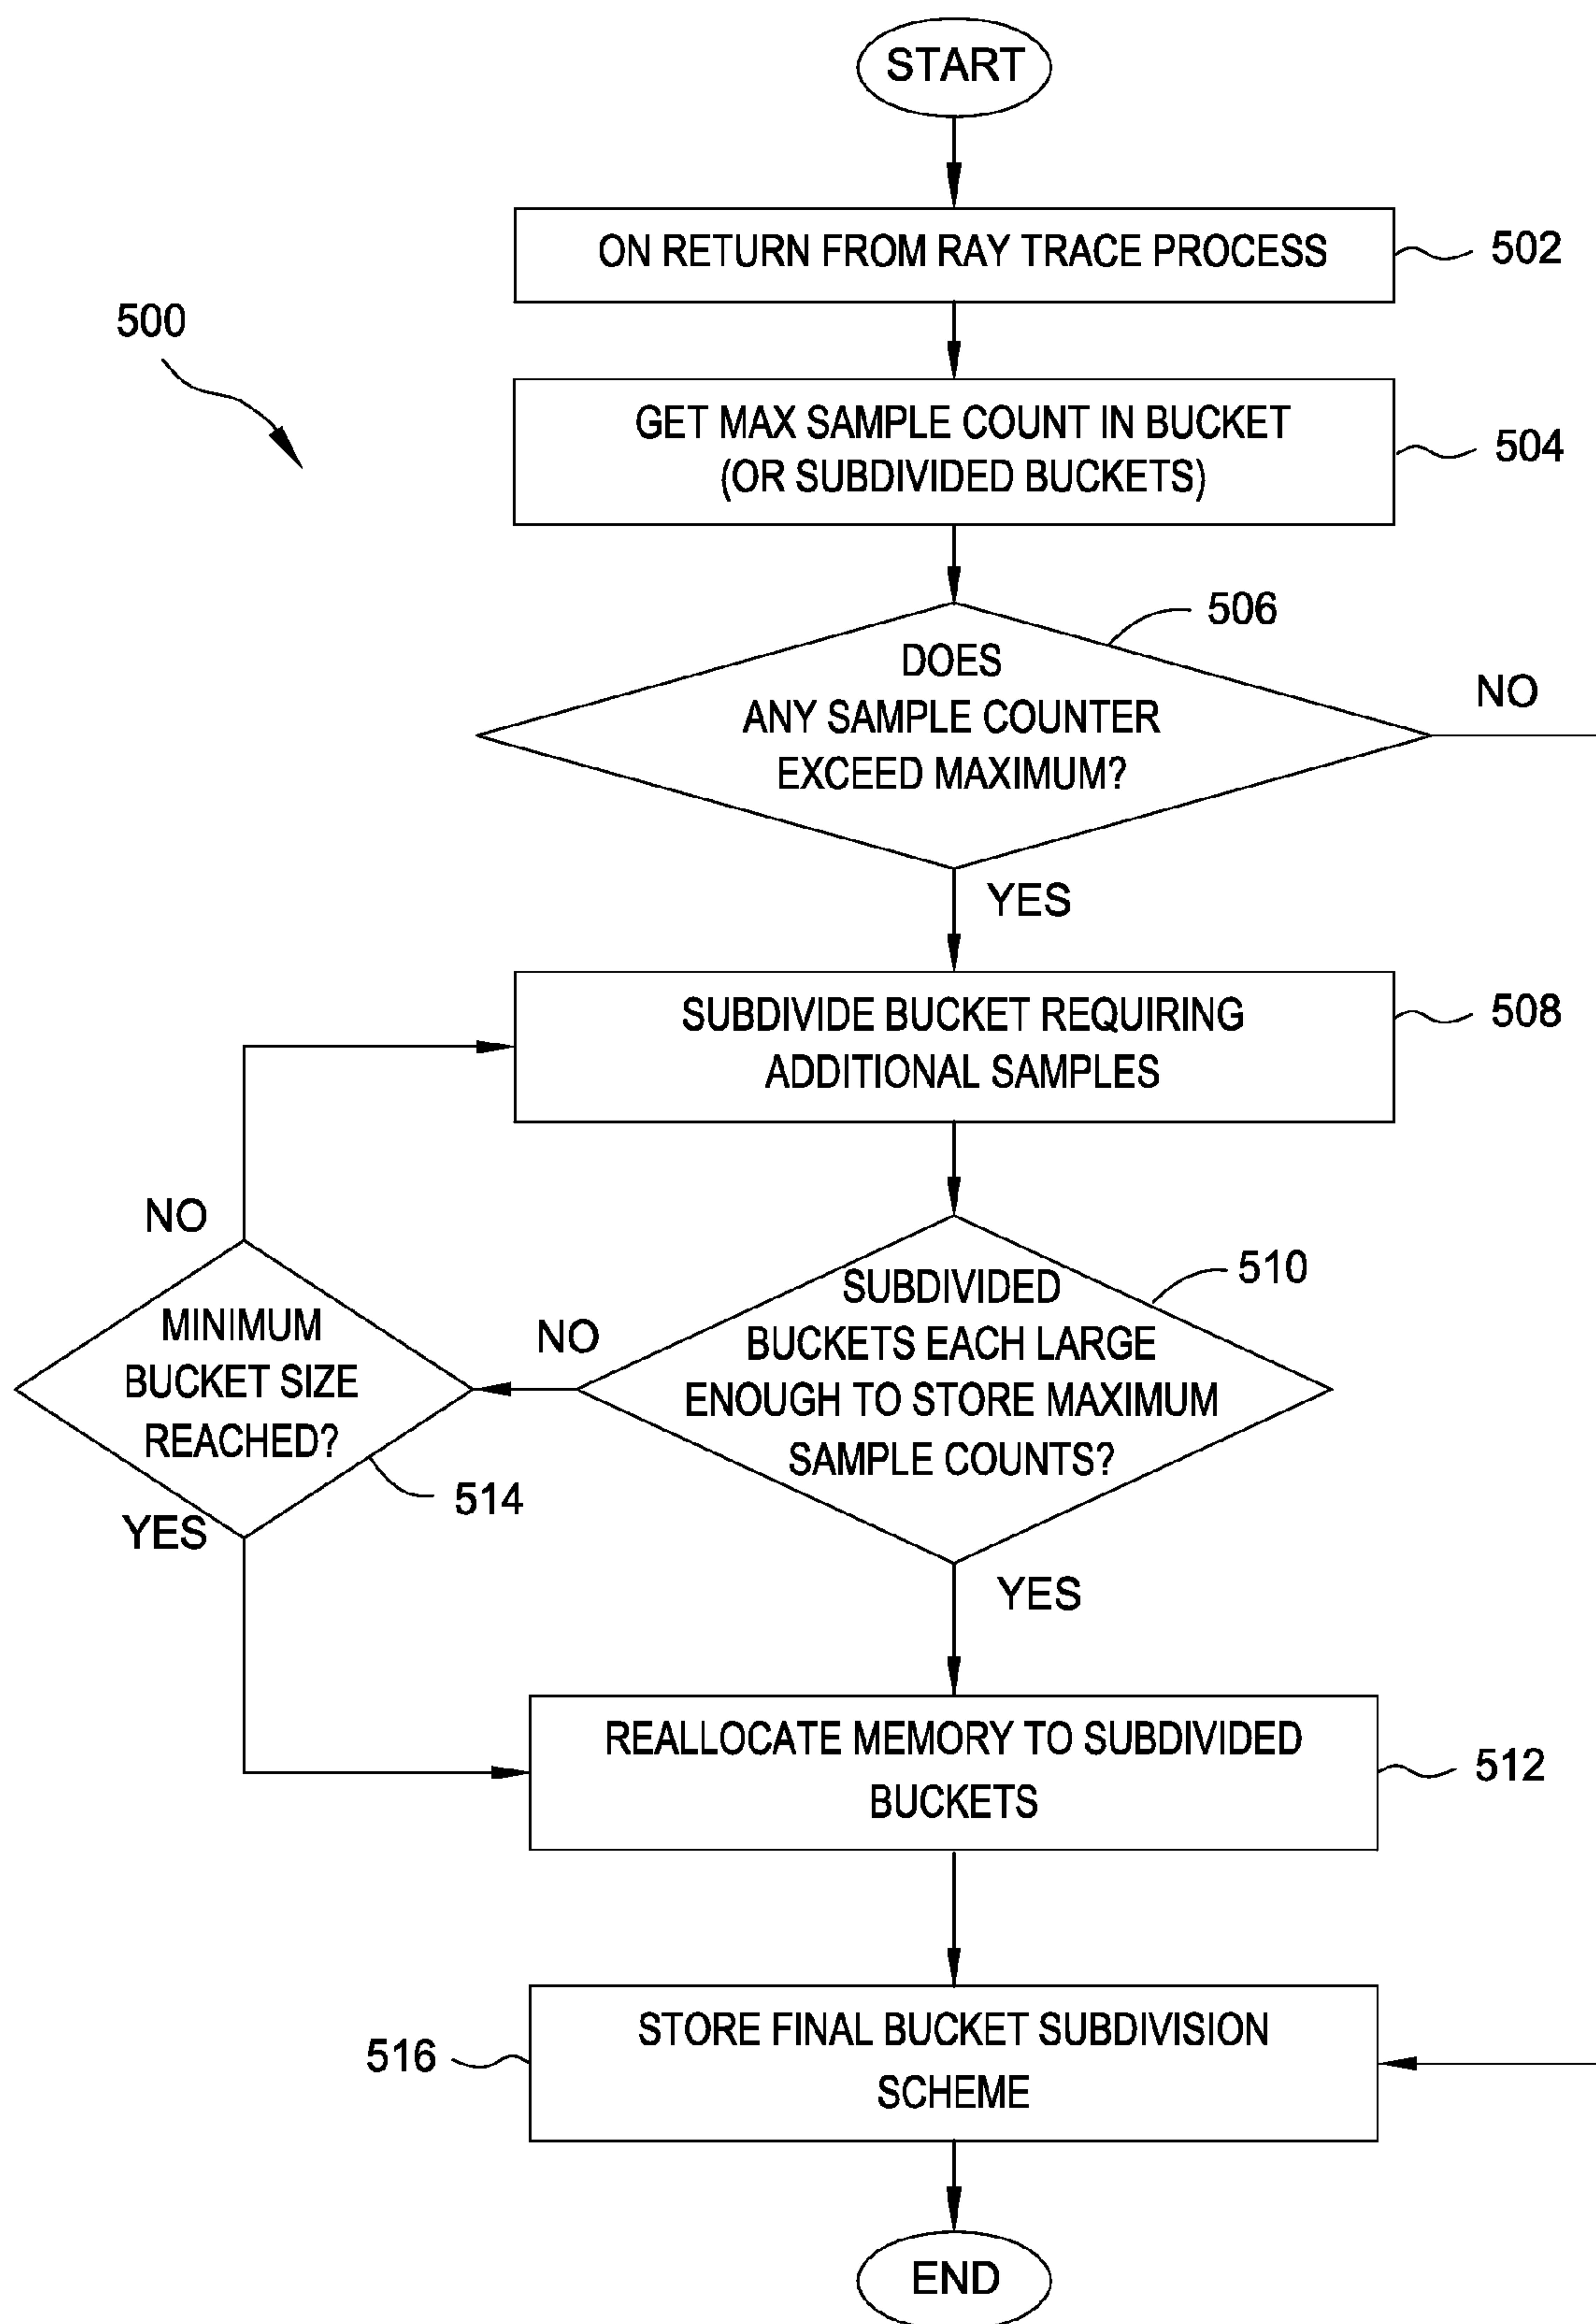 START
ON RETURN FROM RAY TRACE PROCESS
502
500
GET MAX SAMPLE COUNT IN BUCKET
(OR SUBDIVIDED BUCKETS)
504
506
DOES
ANY SAMPLE COUNTER
EXCEED MAXIMUM?
NO
YES
SUBDIVIDE BUCKET REQUIRING
ADDITIONAL SAMPLES
508
NO
510
SUBDIVIDED
BUCKETS EACH LARGE
ENOUGH TO STORE MAXIMUM
SAMPLE COUNTS?
NO
MINIMUM
BUCKET SIZE
REACHED?
514
YES
YES
REALLOCATE MEMORY TO SUBDIVIDED
BUCKETS
512
STORE FINAL BUCKET SUBDIVISION
SCHEME
516
END